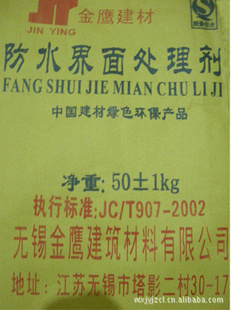 JP 金鹰建材
JIN YING
防水界面处理剂
FANG SHUI JIE MIAN CHU LI JI
中国建材绿色环保产品
净重:50±1kg
执行标准:JC/T907-2002
无锡金鹰建筑材料有限公司
地址:江苏无锡市塔影二村30-17
wxjyjzcl.cn.alibaba.com